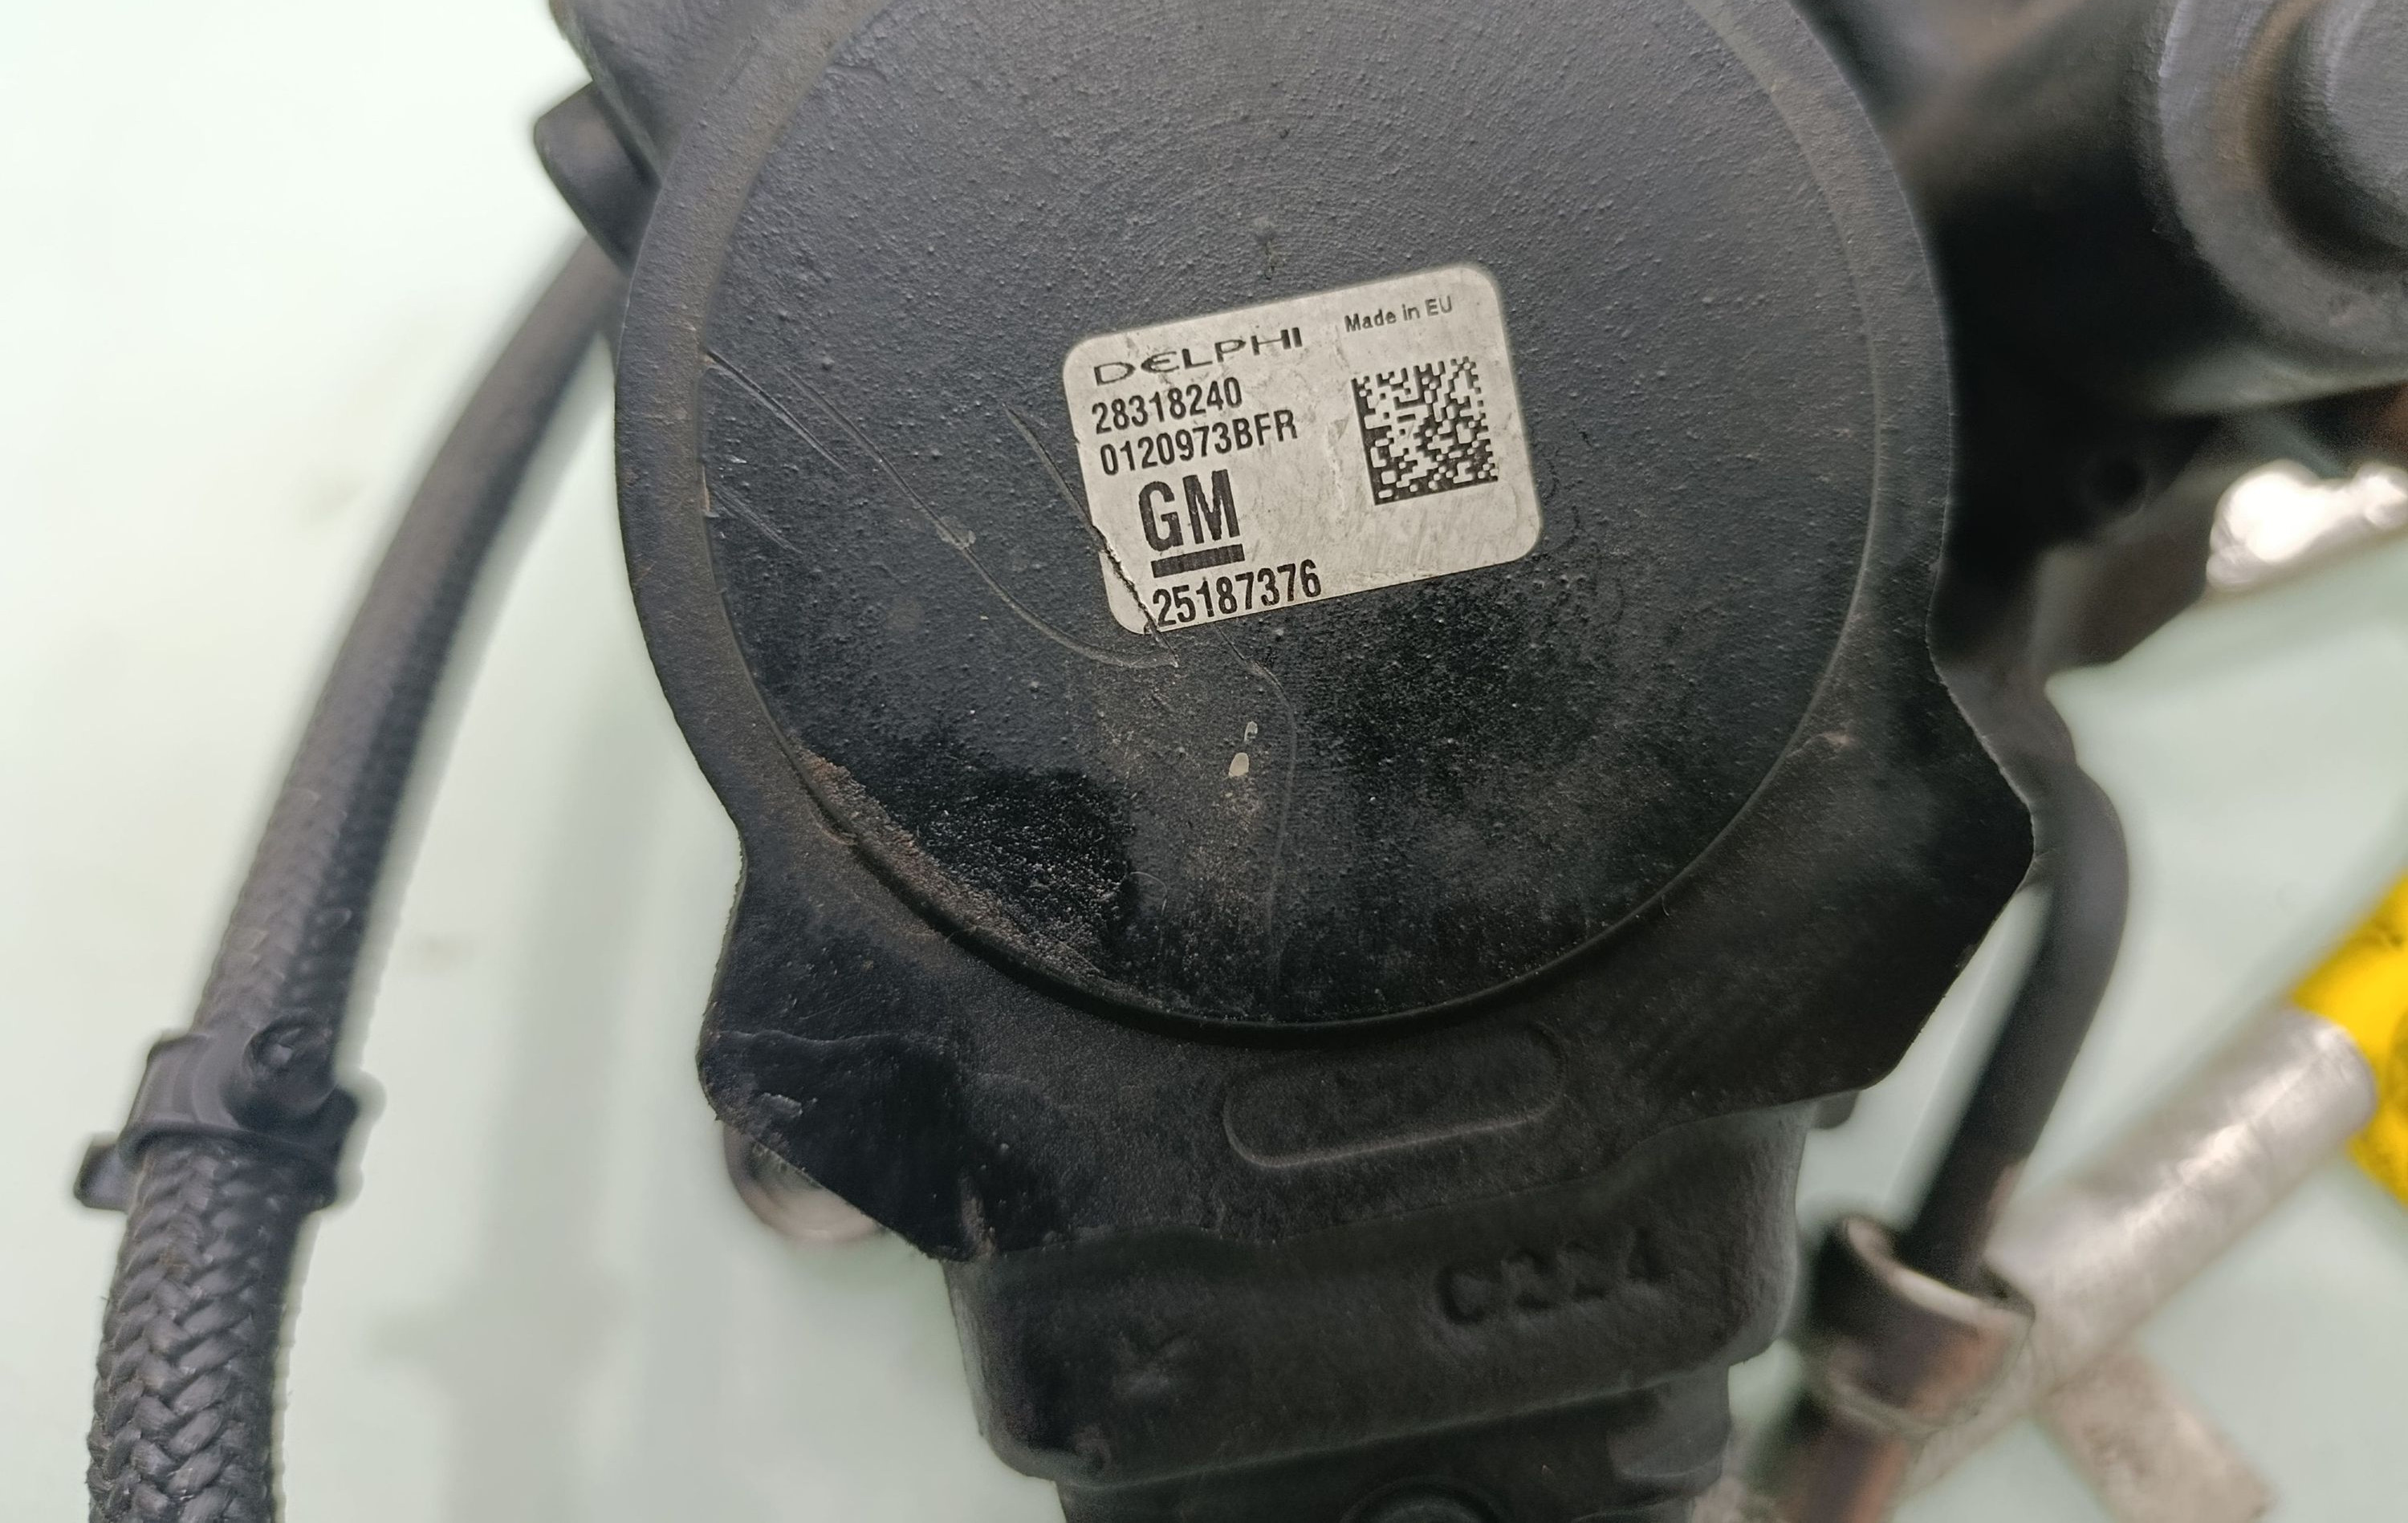 DELPHI Made in EU
28318240
0120973BFR
GM
25187376